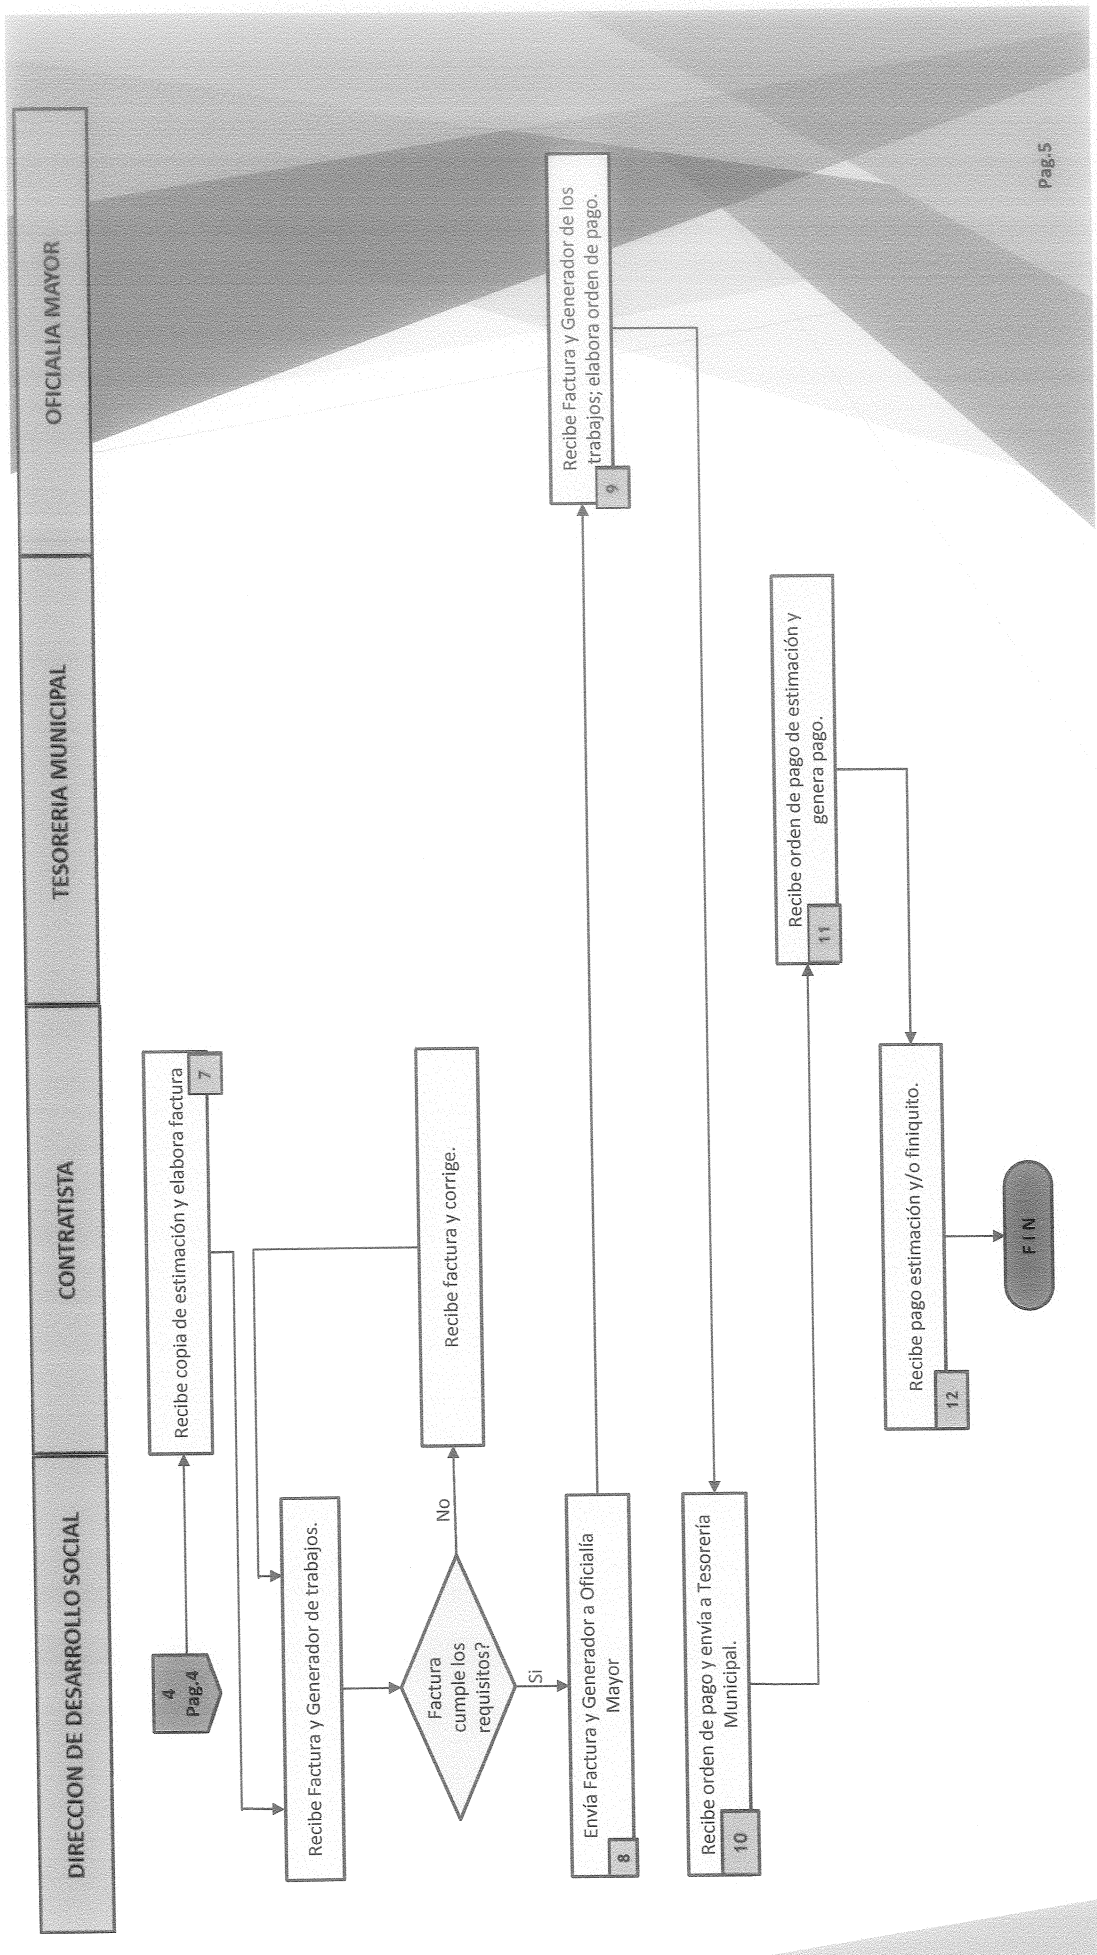 DIRECCION DE DESARROLLO SOCIAL
CONTRATISTA
TESORERIA MUNICIPAL
OFICIALIA MAYOR
4
Pag.4
Recibe copia de estimación y elabora factura
7
Recibe Factura y Generador de trabajos.
Factura
cumple los
requisitos?
No
Recibe factura y corrige.
Si
Envía Factura y Generador a Oficialía
Mayor
8
Recibe Factura y Generador de los
trabajos; elabora orden de pago.
9
Recibe orden de pago y envía a Tesorería
Municipal.
10
Recibe orden de pago de estimación y
genera pago.
11
Recibe pago estimación y/o finiquito.
12
F I N
Pag.5